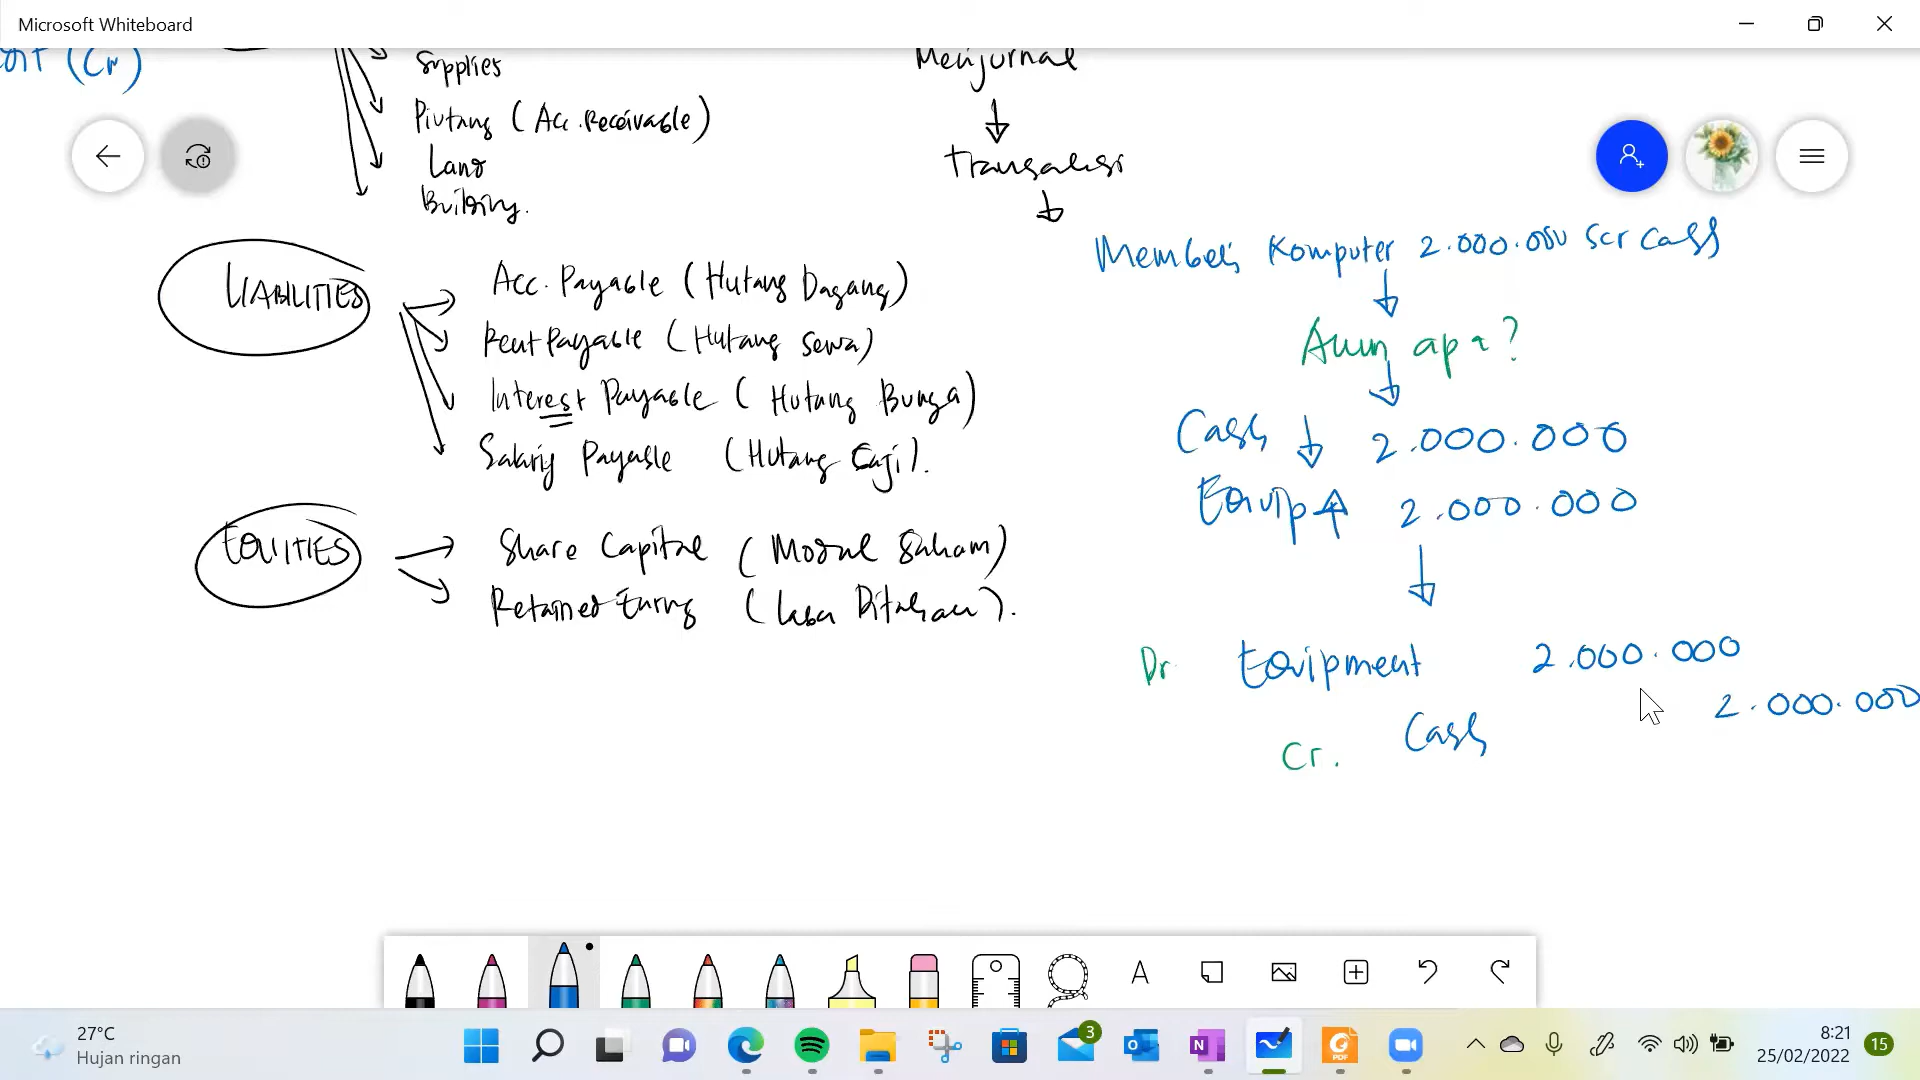 Microsoft Whiteboard
(Cr)
Supplies
Piutang (Acc. Receivable)
Land
Building.
LIABILITIES
Acc. Payable (Hutang Dagang)
Rent Payable (Hutang Sewa)
Interest Payable (Hutang Bunga)
Salary Payable (Hutang Gaji).
EQUITIES
Share Capital (Modal Saham)
Retained Earng (Laba Ditahan).
Menjurnal
Transaksi
Membeli Komputer 2.000.000 scr Cash
Akun apa?
Cash 2.000.000
Equip 2.000.000
Dr. Equipment 2.000.000
Cr. Cash 2.000.000
A
27°C
Hujan ringan
3
8:21
25/02/2022
15